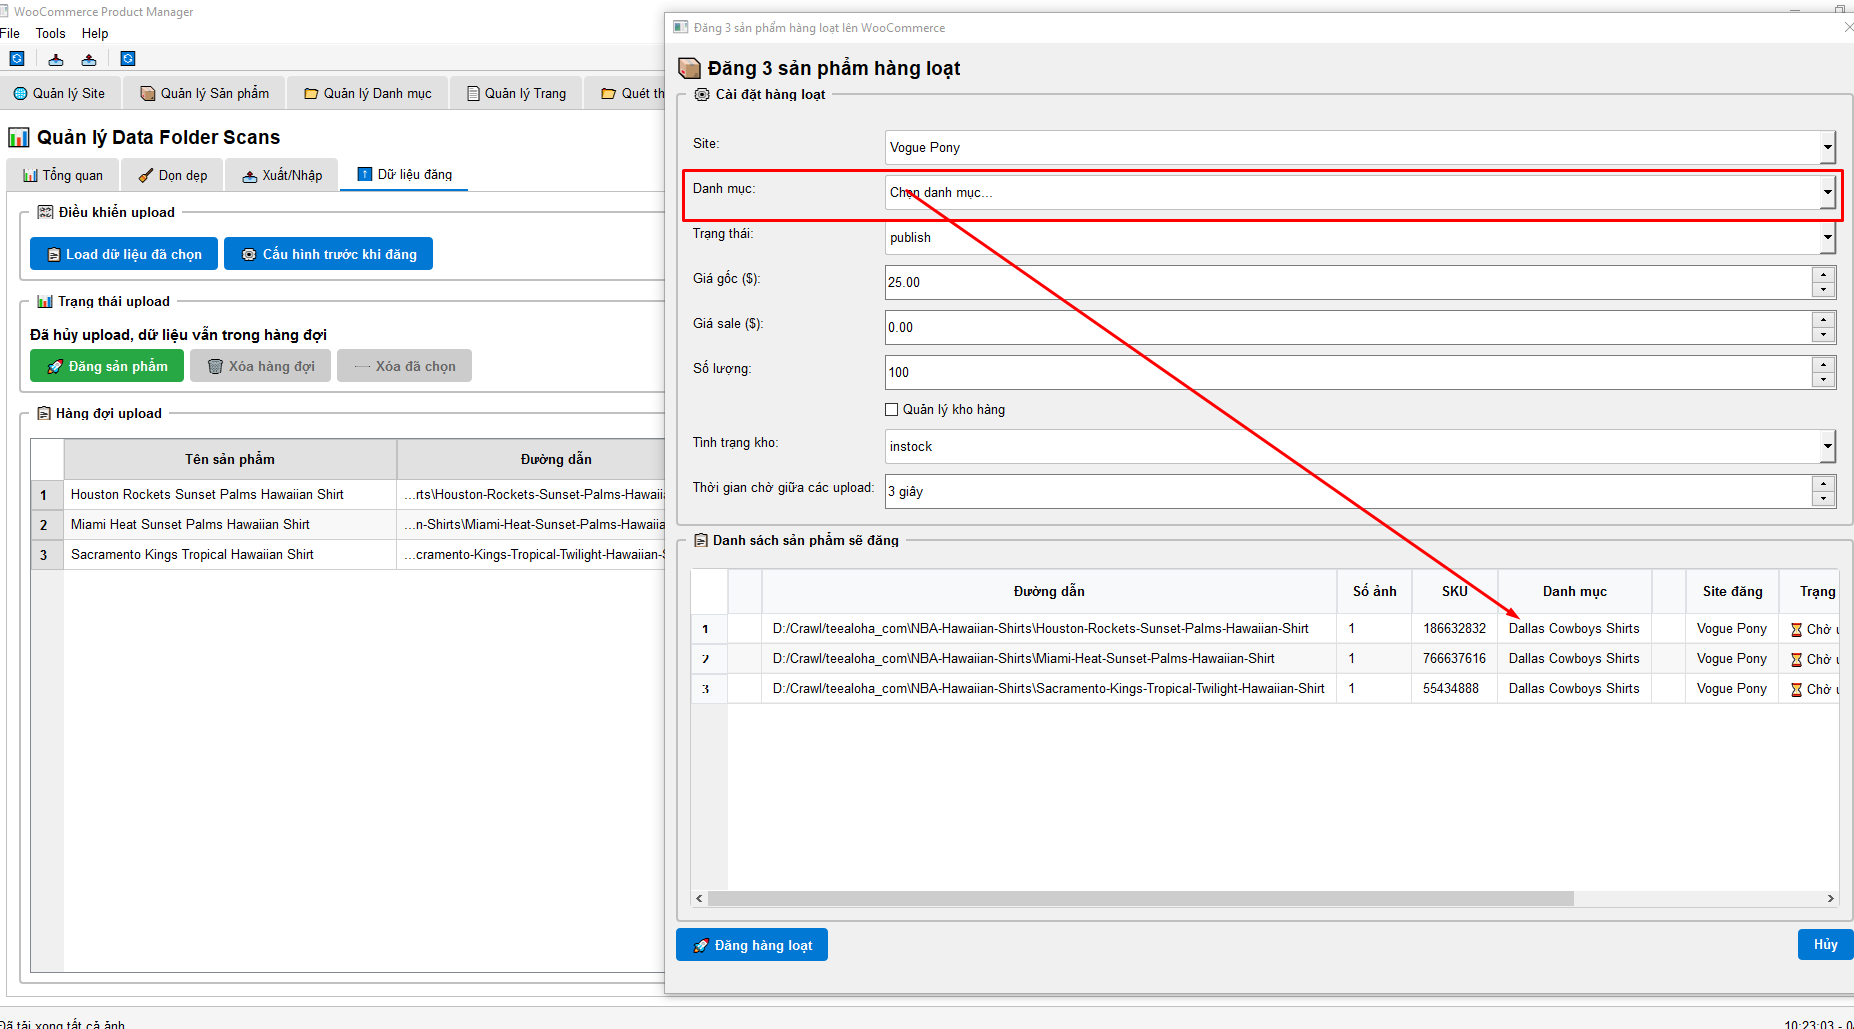 WooCommerce Product Manager
File Tools Help
Quản lý Site
Quản lý Sản phẩm
Quản lý Danh mục
Quản lý Trang
Quét
Quản lý Data Folder Scans
Tổng quan
Dọn dẹp
Xuất/Nhập
Dữ liệu đăng
Điều khiển upload
Load dữ liệu đã chọn
Cấu hình trước khi đăng
Trạng thái upload
Đã hủy upload, dữ liệu vẫn trong hàng đợi
Đăng sản phẩm
Xóa hàng đợi
Xóa đã chọn
Hàng đợi upload
Tên sản phẩm Đường dẫn
1 Houston Rockets Sunset Palms Hawaiian Shirt ...rts\Houston-Rockets-Sunset-Palms-Hawaii
2 Miami Heat Sunset Palms Hawaiian Shirt ...n-Shirts\Miami-Heat-Sunset-Palms-Hawaiia
3 Sacramento Kings Tropical Hawaiian Shirt ...cramento-Kings-Tropical-Twilight-Hawaiian-S
Đã tải xong tất cả ảnh
Đăng 3 sản phẩm hàng loạt lên WooCommerce
Đăng 3 sản phẩm hàng loạt
Cài đặt hàng loạt
Site: Vogue Pony
Danh mục: Chọn danh mục...
Trạng thái: publish
Giá gốc ($): 25.00
Giá sale ($): 0.00
Số lượng: 100
Quản lý kho hàng
Tình trạng kho: instock
Thời gian chờ giữa các upload: 3 giây
Danh sách sản phẩm sẽ đăng
Đường dẫn Số ảnh SKU Danh mục Site đăng Trạng
1 D:/Crawl/teealoha_com\NBA-Hawaiian-Shirts\Houston-Rockets-Sunset-Palms-Hawaiian-Shirt 1 186632832 Dallas Cowboys Shirts Vogue Pony Chờ
2 D:/Crawl/teealoha_com\NBA-Hawaiian-Shirts\Miami-Heat-Sunset-Palms-Hawaiian-Shirt 1 766637616 Dallas Cowboys Shirts Vogue Pony Chờ
3 D:/Crawl/teealoha_com\NBA-Hawaiian-Shirts\Sacramento-Kings-Tropical-Twilight-Hawaiian-Shirt 1 55434888 Dallas Cowboys Shirts Vogue Pony Chờ
Đăng hàng loạt
Hủy
10:23:03 -